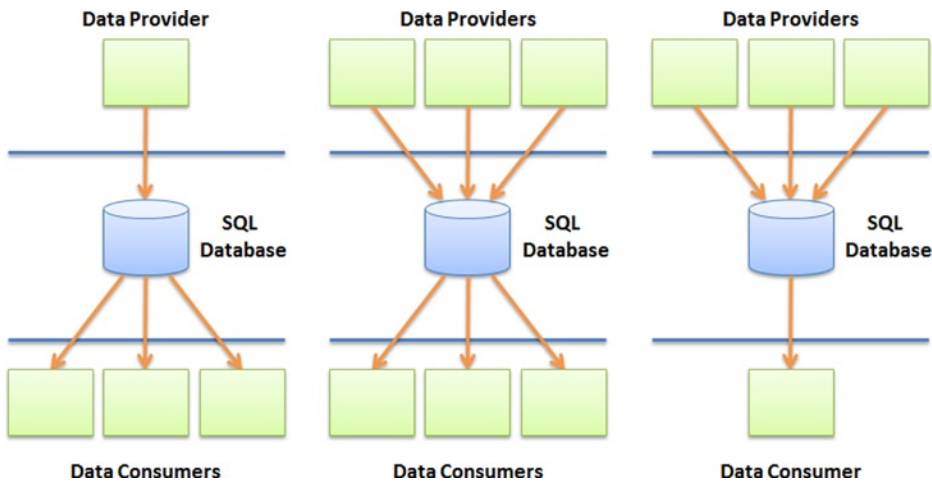 Data Provider
Data Providers
Data Providers
SQL
Database
SQL
Database
SQL
Database
Data Consumers
Data Consumers
Data Consumer